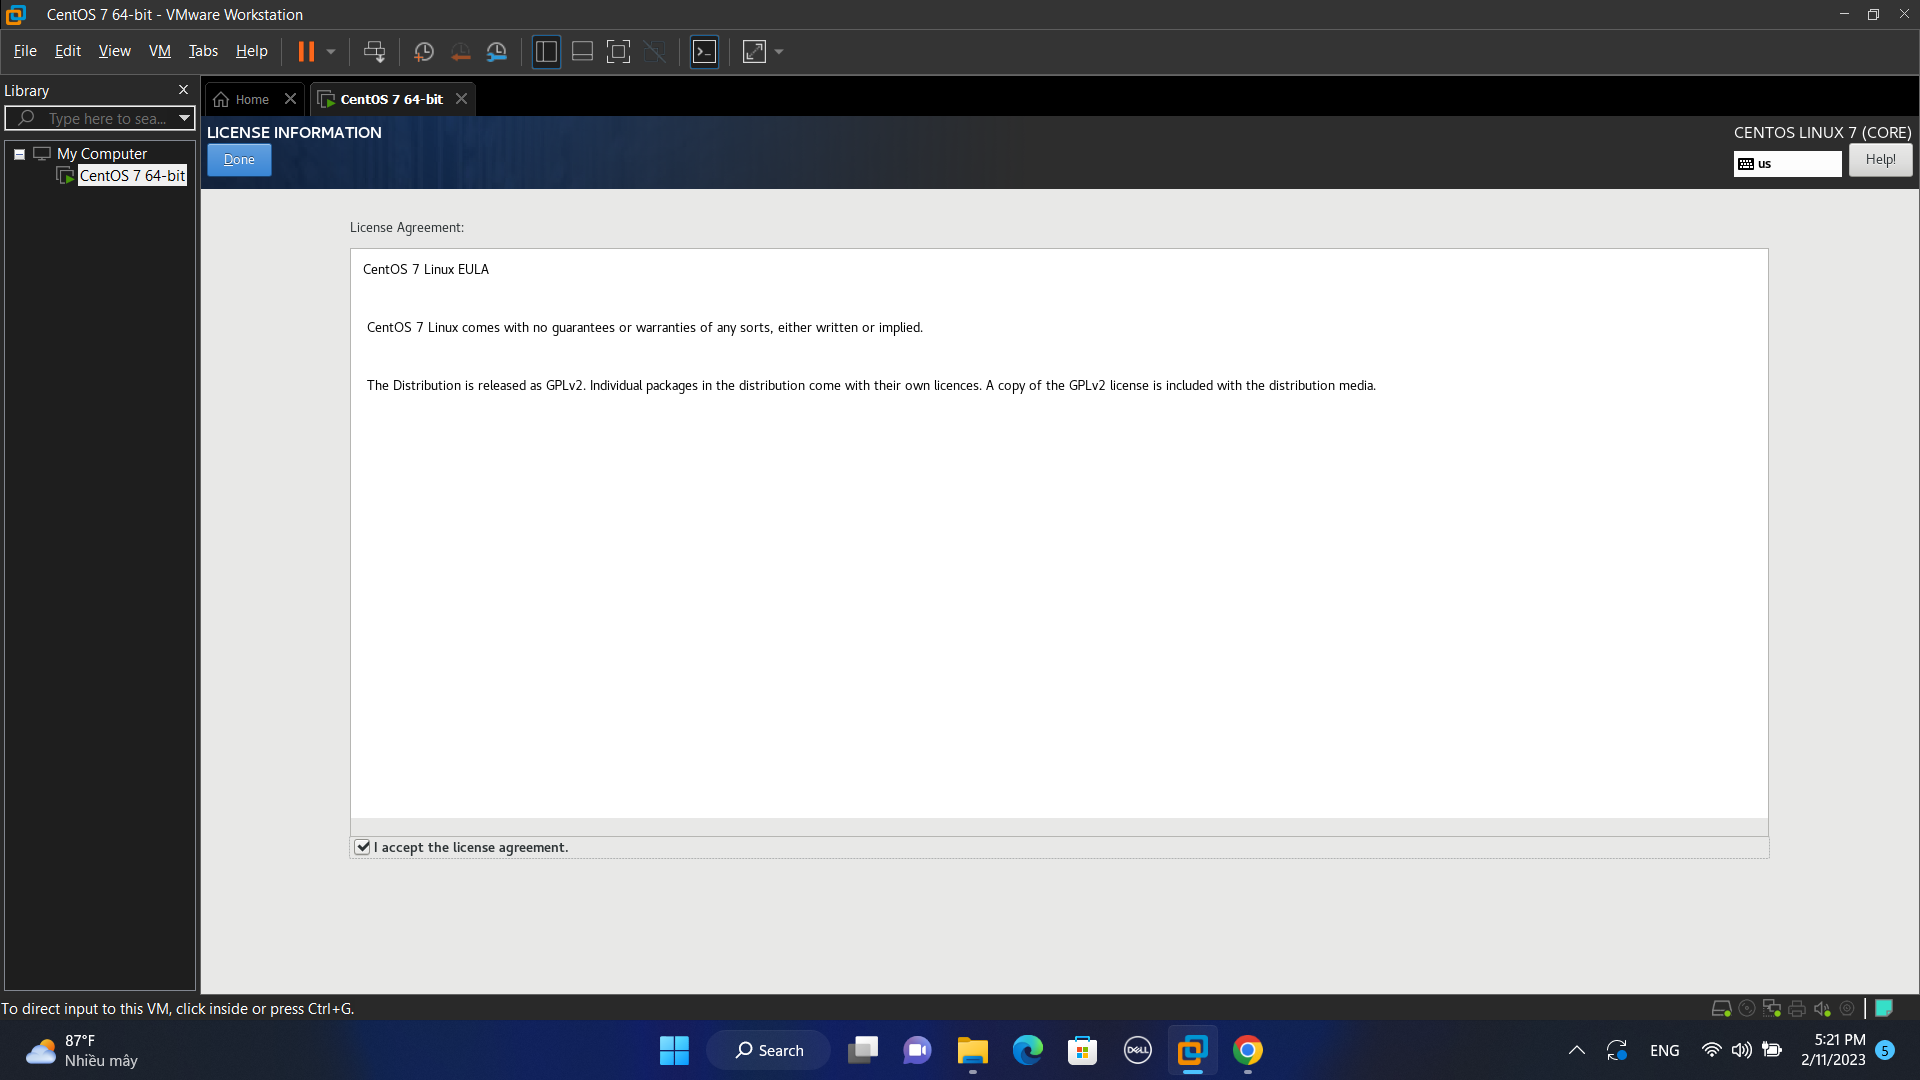 CentOS 7 64-bit - VMware Workstation
File Edit View VM Tabs Help
Library
Type here to sea...
My Computer
CentOS 7 64-bit
Home
CentOS 7 64-bit
LICENSE INFORMATION
Done
CENTOS LINUX 7 (CORE)
us
Help!
License Agreement:
CentOS 7 Linux EULA
CentOS 7 Linux comes with no guarantees or warranties of any sorts, either written or implied.
The Distribution is released as GPLv2. Individual packages in the distribution come with their own licences. A copy of the GPLv2 license is included with the distribution media.
I accept the license agreement.
To direct input to this VM, click inside or press Ctrl+G.
87°F
Nhiều mây
Search
DELL
ENG
5:21 PM
2/11/2023
5